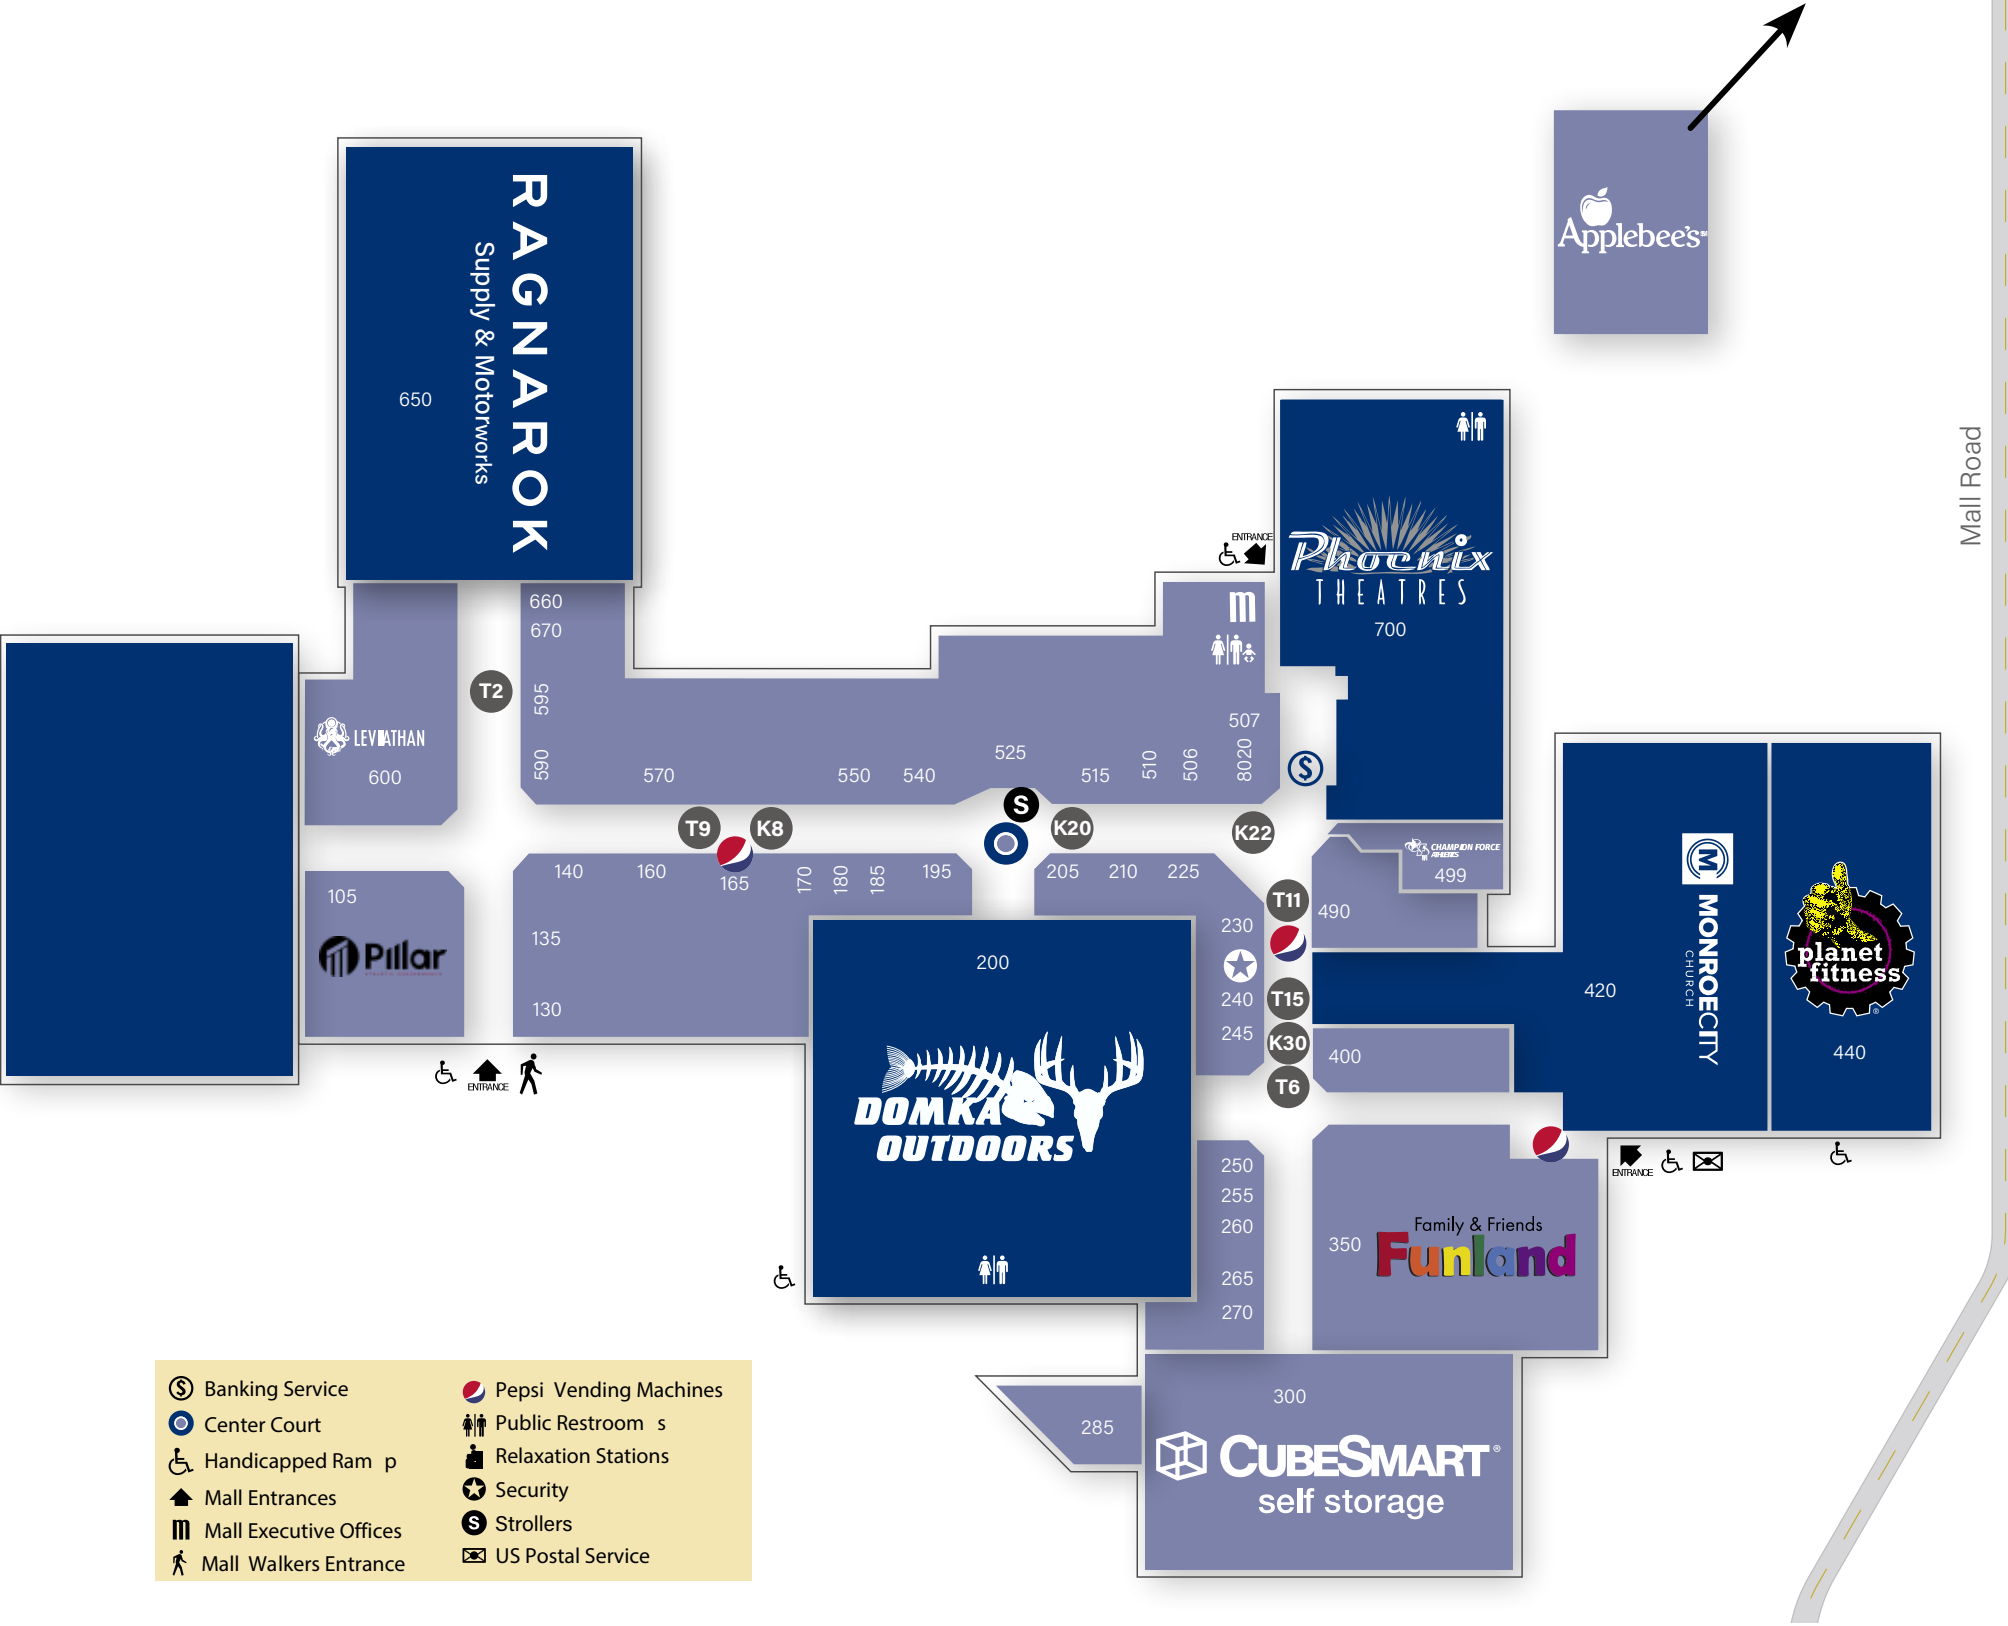 Applebee's
Mall Road
RAGNAROK
Supply & Motorworks
650
ENTRANCE
Phoenix
THEATRES
700
660
670
T2
595
590
LEVIATHAN
600
570
550
540
525
515
510
506
507
8020
m
$
T9
K8
S
K20
K22
CHAMPION FORCE
ATHLETICS
499
140
160
165
170
180
185
195
205
210
225
105
Pillar
135
130
200
230
T11
490
240
T15
245
K30
T6
400
420
M
MONROECITY
CHURCH
planet
fitness
440
ENTRANCE
DOMKA
OUTDOORS
250
255
260
265
270
ENTRANCE
350
Family & Friends
Funland
285
300
CUBESMART
self storage
$ Banking Service
Center Court
Handicapped Ram p
Mall Entrances
m Mall Executive Offices
Mall Walkers Entrance
Pepsi Vending Machines
Public Restroom s
Relaxation Stations
Security
S Strollers
US Postal Service